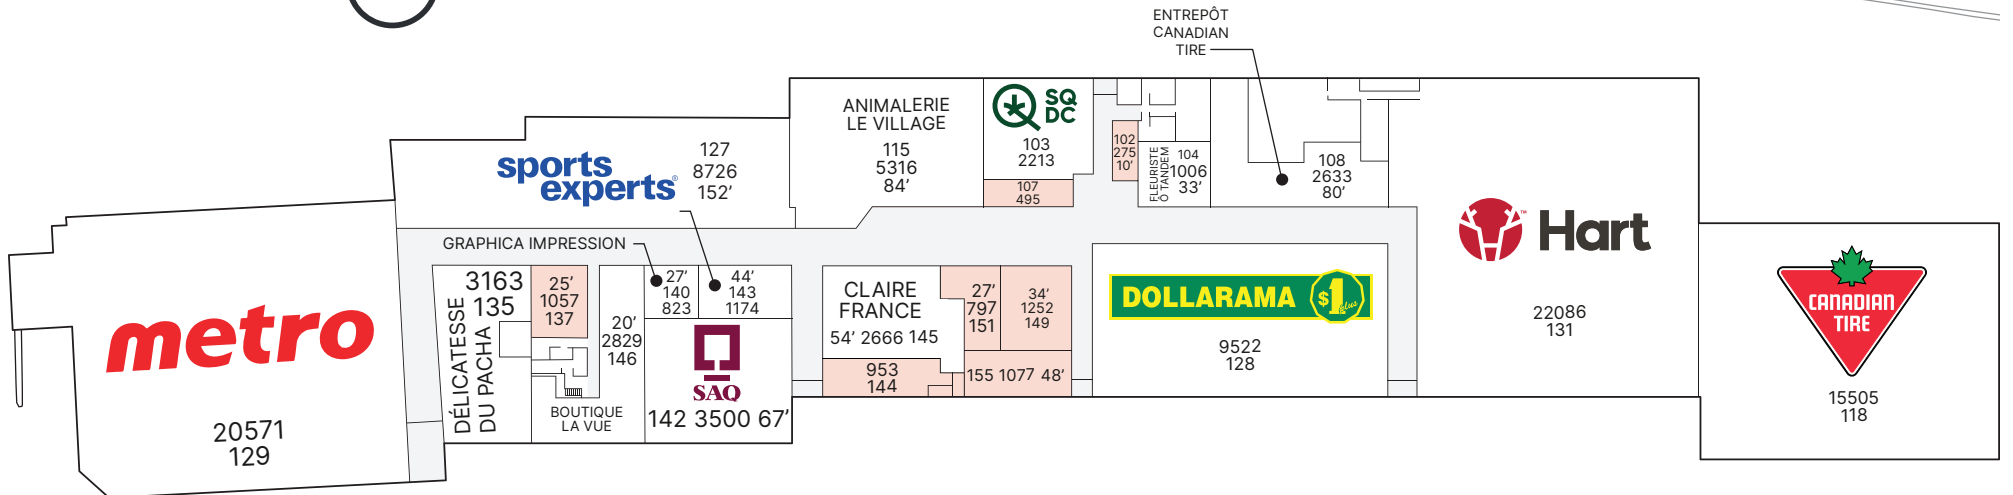 ENTREPÔT
CANADIAN
TIRE
metro
20571
129
sports
experts®
127
8726
152’
GRAPHICA IMPRESSION
ANIMALERIE
LE VILLAGE
115
5316
84’
SQ
DC
103
2213
107
495
102
275
10’
FLEURISTE
Ô TANDEM
104
1006
33’
108
2633
80’
DÉLICATESSE
DU PACHA
3163
135
25’
1057
137
20’
2829
146
BOUTIQUE
LA VUE
27’
140
823
44’
143
1174
SAQ
142 3500 67’
CLAIRE
FRANCE
54’ 2666 145
953
144
27’
797
151
34’
1252
149
155 1077 48’
DOLLARAMA $1 plus
9522
128
Hart
22086
131
CANADIAN
TIRE
15505
118